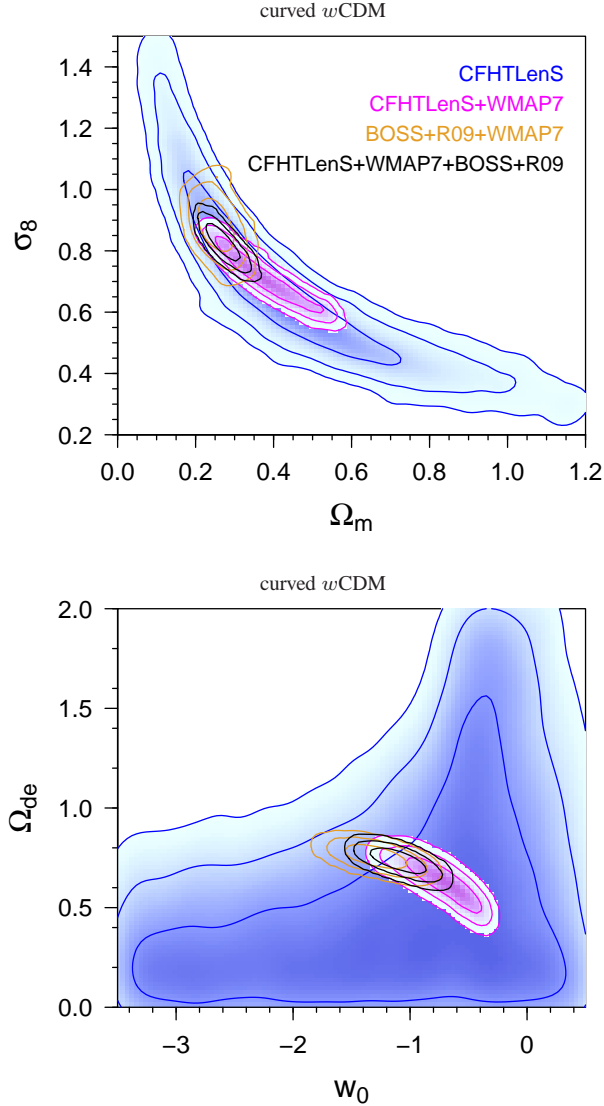 curved wCDM
CFHTLenS
CFHTLenS+WMAP7
BOSS+R09+WMAP7
CFHTLenS+WMAP7+BOSS+R09
σ8
1.4
1.2
1.0
0.8
0.6
0.4
0.2
0.0 0.2 0.4 0.6 0.8 1.0 1.2
Ωm
curved wCDM
Ωde
2.0
1.5
1.0
0.5
0.0
−3 −2 −1 0
w0